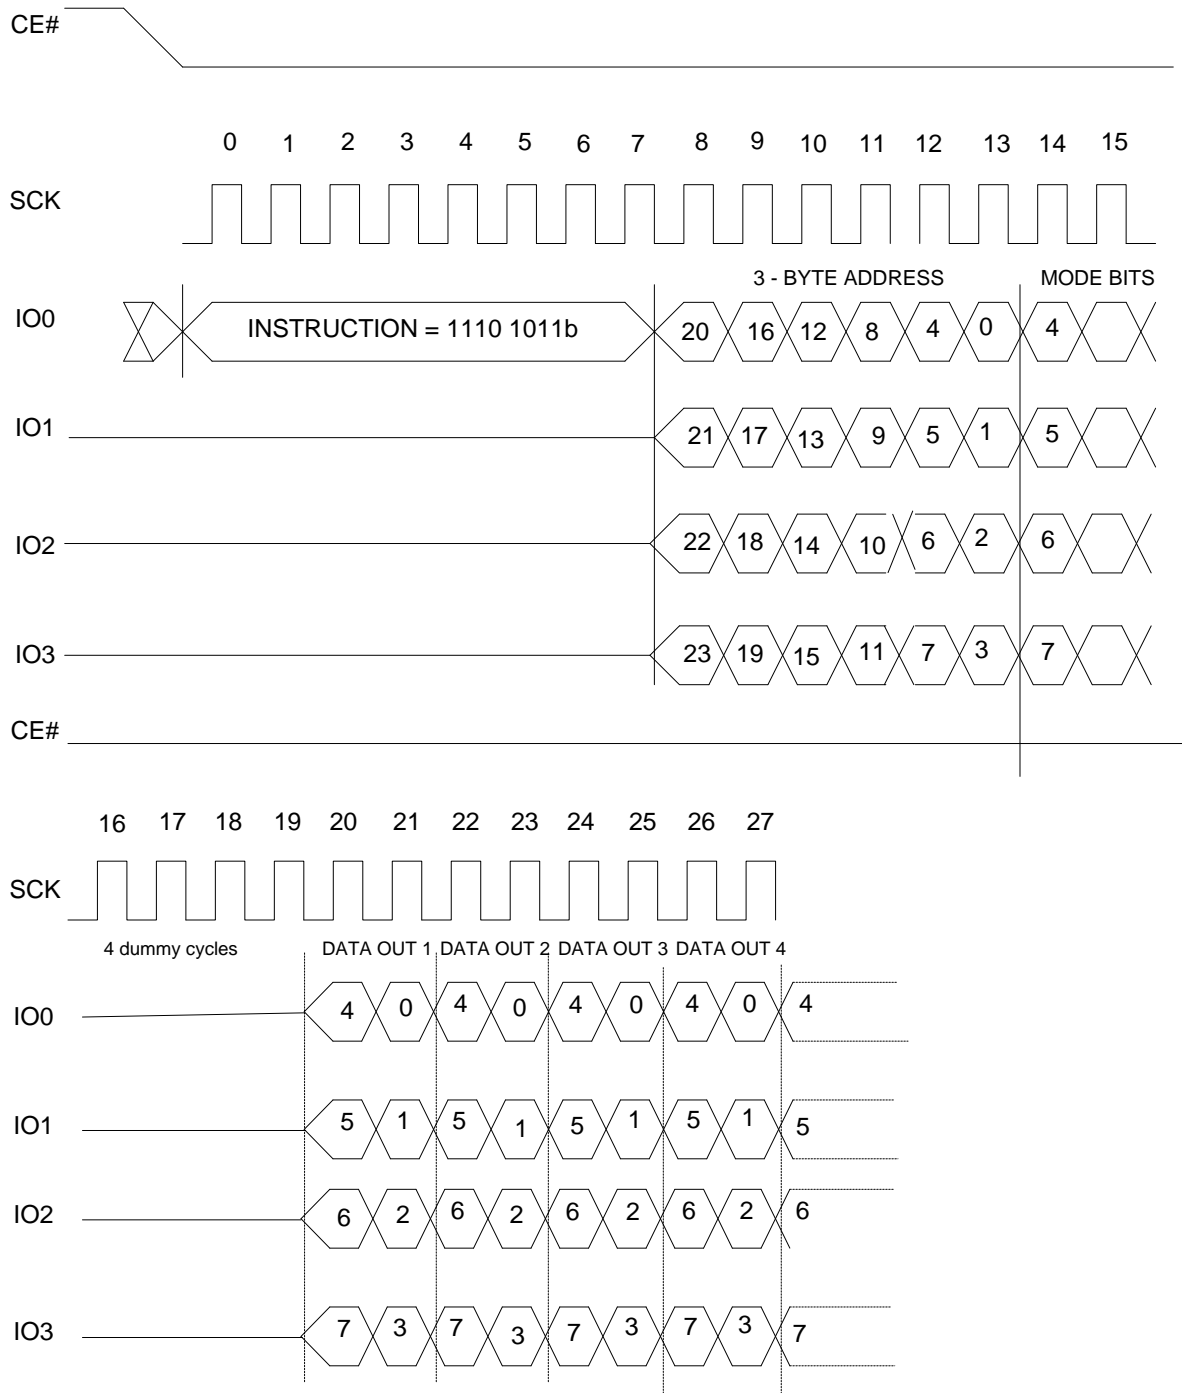 CE#
0 1 2 3 4 5 6 7 8 9 10 11 12 13 14 15
SCK
3 - BYTE ADDRESS MODE BITS
IO0 INSTRUCTION = 1110 1011b 20 16 12 8 4 0 4
IO1 21 17 13 9 5 1 5
IO2 22 18 14 10 6 2 6
IO3 23 19 15 11 7 3 7
CE#
16 17 18 19 20 21 22 23 24 25 26 27
SCK
4 dummy cycles DATA OUT 1 DATA OUT 2 DATA OUT 3 DATA OUT 4
IO0 4 0 4 0 4 0 4 0 4
IO1 5 1 5 1 5 1 5 1 5
IO2 6 2 6 2 6 2 6 2 6
IO3 7 3 7 3 7 3 7 3 7